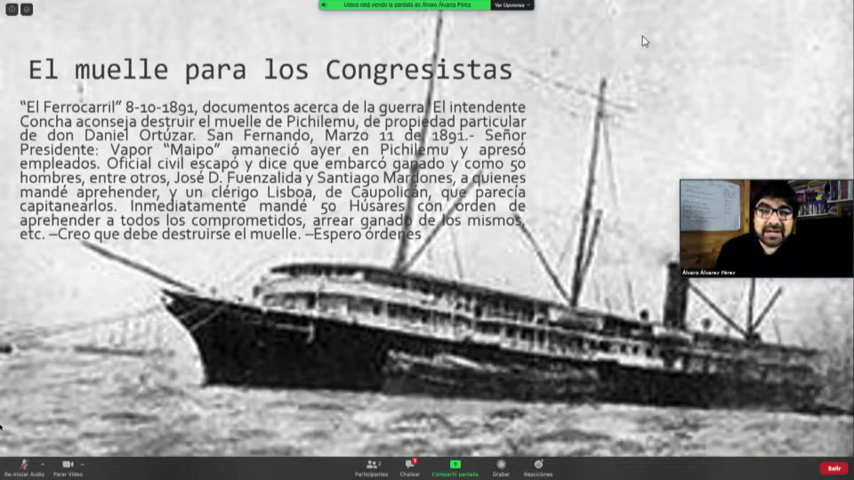 Usted está viendo la pantalla de Álvaro Álvarez Pérez
Ver Opciones
El muelle para los Congresistas
“El Ferrocarril” 8-10-1891, documentos acerca de la guerra. El intendente
Concha aconseja destruir el muelle de Pichilemu, de propiedad particular
de don Daniel Ortúzar. San Fernando, Marzo 11 de 1891.- Señor
Presidente: Vapor “Maipo” amaneció ayer en Pichilemu y apresó
empleados. Oficial civil escapó y dice que embarcó ganado y como 50
hombres, entre otros, José D. Fuenzalida y Santiago Mardones, a quienes
mandé aprehender, y un clérigo Lisboa, de Caupolicán, que parecía
capitanearlos. Inmediatamente mandé 50 Húsares con orden de
aprehender a todos los comprometidos, arrear ganado de los mismos,
etc. –Creo que debe destruirse el muelle. –Espero órdenes
Álvaro Álvarez Pérez
Re-iniciar Audio
Parar Video
Participantes
2
Chatear
Compartir pantalla
Grabar
Reacciones
Salir